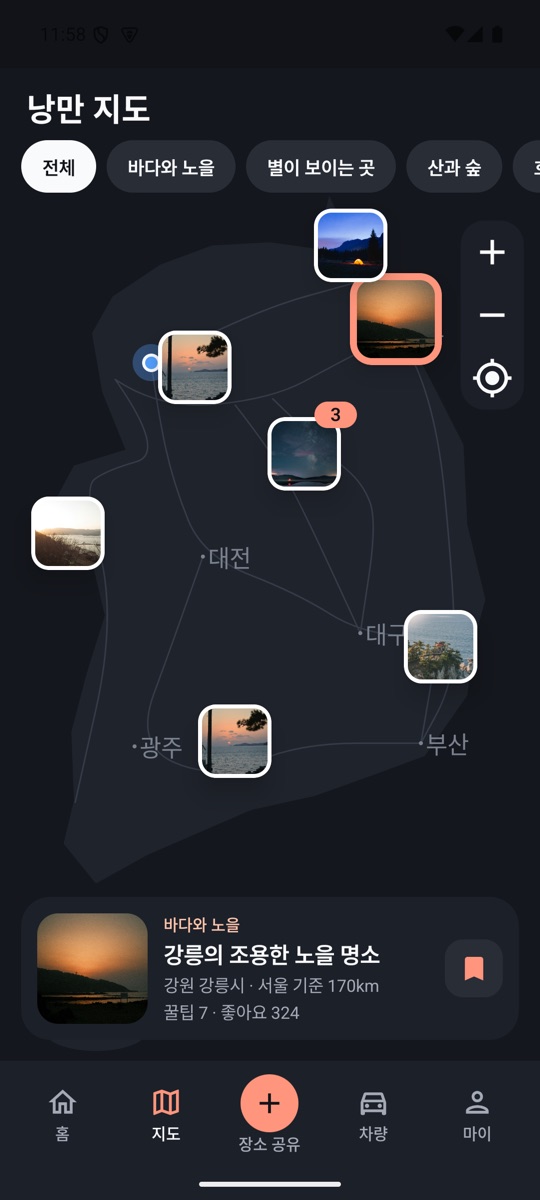 11:58
낭만 지도
전체
바다와 노을
별이 보이는 곳
산과 숲
3
대전
대구
광주
부산
바다와 노을
강릉의 조용한 노을 명소
강원 강릉시 · 서울 기준 170km
꿀팁 7 · 좋아요 324
홈
지도
장소 공유
차량
마이